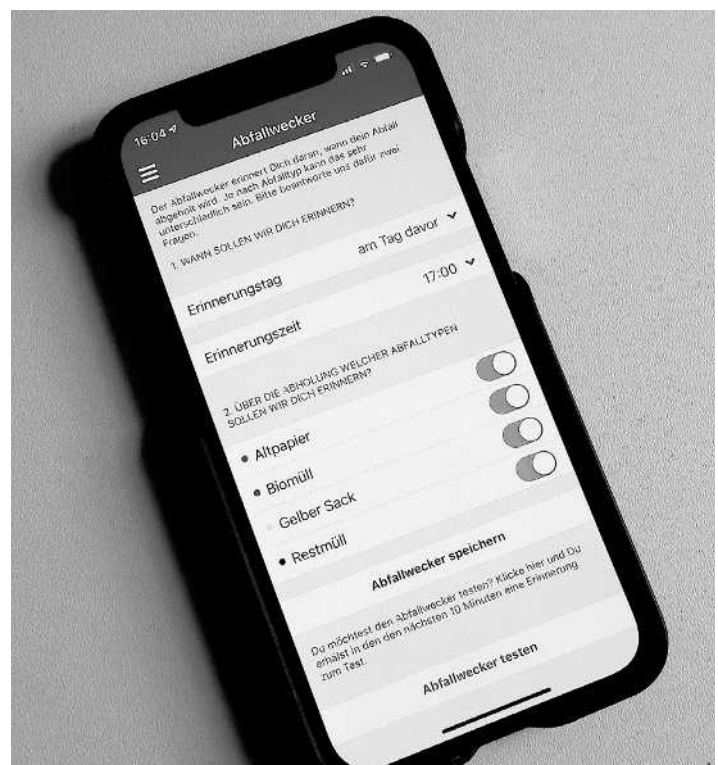 16:04
Abfallwecker
Der Abfallwecker erinnert Dich daran, wann dein Abfall
abgeholt wird. Je nach Abfalltyp kann das sehr
unterschiedlich sein. Bitte beantworte uns dafür zwei
Fragen.
1. WANN SOLLEN WIR DICH ERINNERN?
Erinnerungstag am Tag davor
Erinnerungszeit 17:00
2. ÜBER DIE ABHOLUNG WELCHER ABFALLTYPEN
SOLLEN WIR DICH ERINNERN?
Altpapier
Biomüll
Gelber Sack
Restmüll
Abfallwecker speichern
Du möchtest den Abfallwecker testen? Klicke hier und Du
erhälst in den den nächsten 10 Minuten eine Erinnerung
zum Test.
Abfallwecker testen